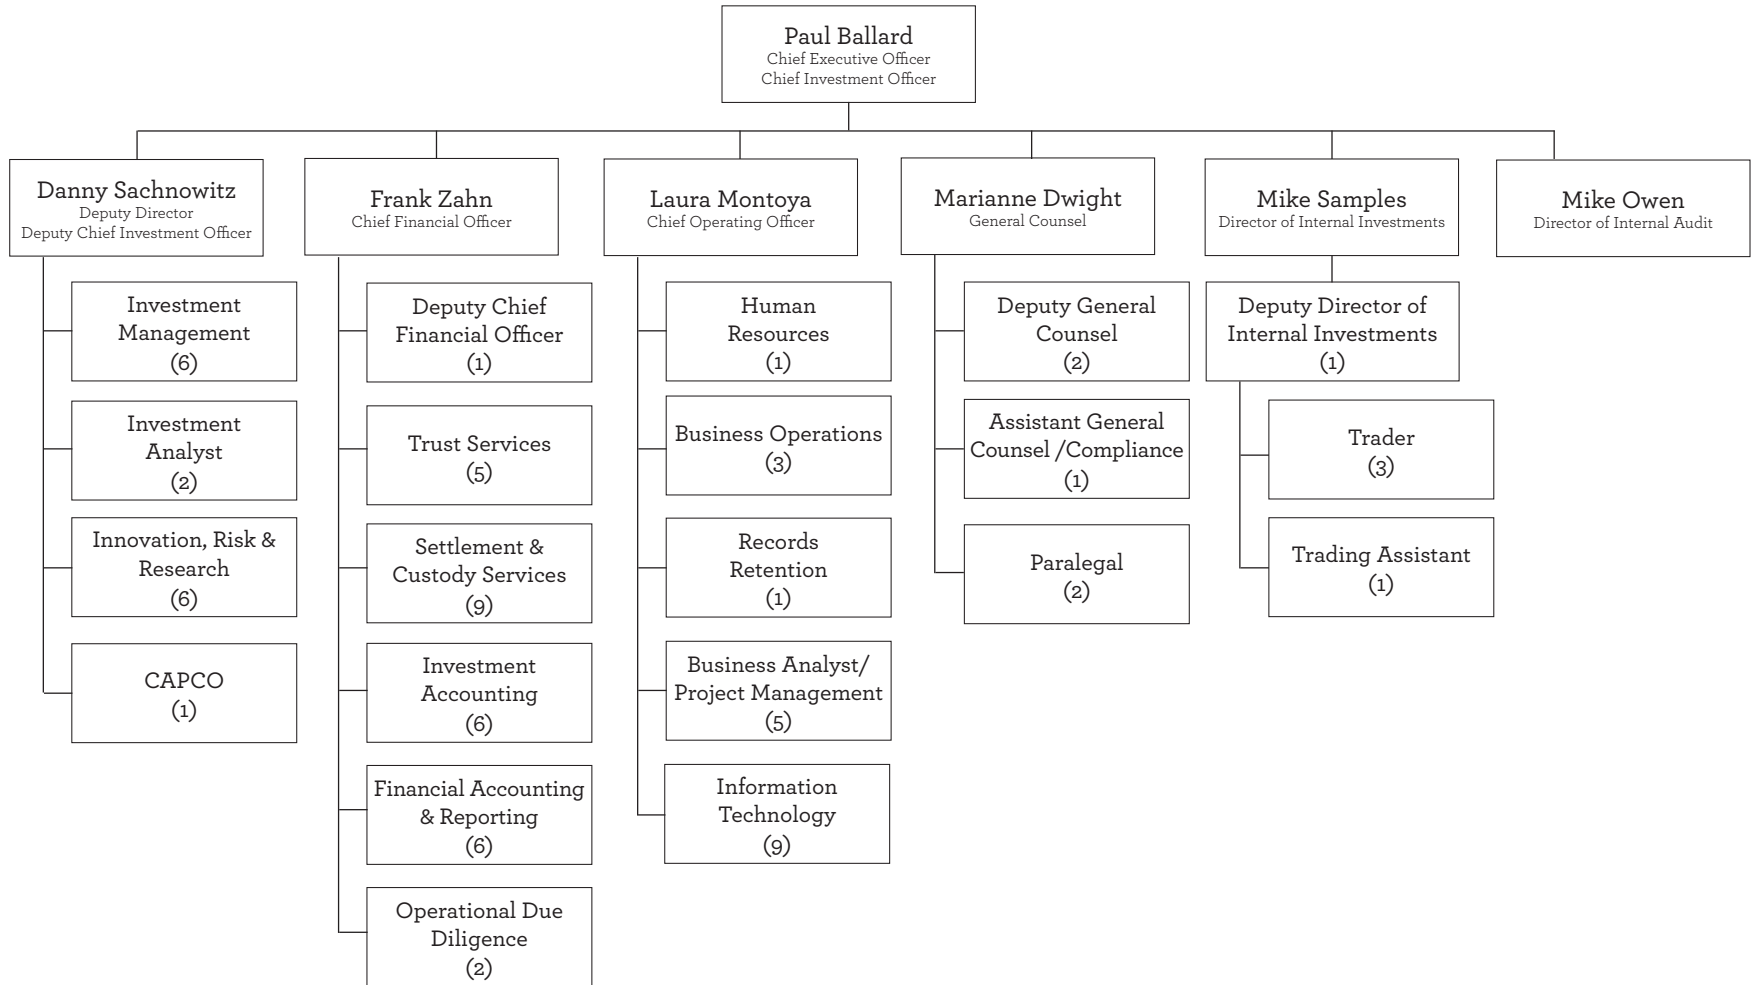 Paul Ballard
Chief Executive Officer
Chief Investment Officer
Danny Sachnowitz
Deputy Director
Deputy Chief Investment Officer
Investment
Management
(6)
Investment
Analyst
(2)
Innovation, Risk &
Research
(6)
CAPCO
(1)
Frank Zahn
Chief Financial Officer
Deputy Chief
Financial Officer
(1)
Trust Services
(5)
Settlement &
Custody Services
(9)
Investment
Accounting
(6)
Financial Accounting
& Reporting
(6)
Operational Due
Diligence
(2)
Laura Montoya
Chief Operating Officer
Human
Resources
(1)
Business Operations
(3)
Records
Retention
(1)
Business Analyst/
Project Management
(5)
Information
Technology
(9)
Marianne Dwight
General Counsel
Deputy General
Counsel
(2)
Assistant General
Counsel /Compliance
(1)
Paralegal
(2)
Mike Samples
Director of Internal Investments
Deputy Director of
Internal Investments
(1)
Trader
(3)
Trading Assistant
(1)
Mike Owen
Director of Internal Audit